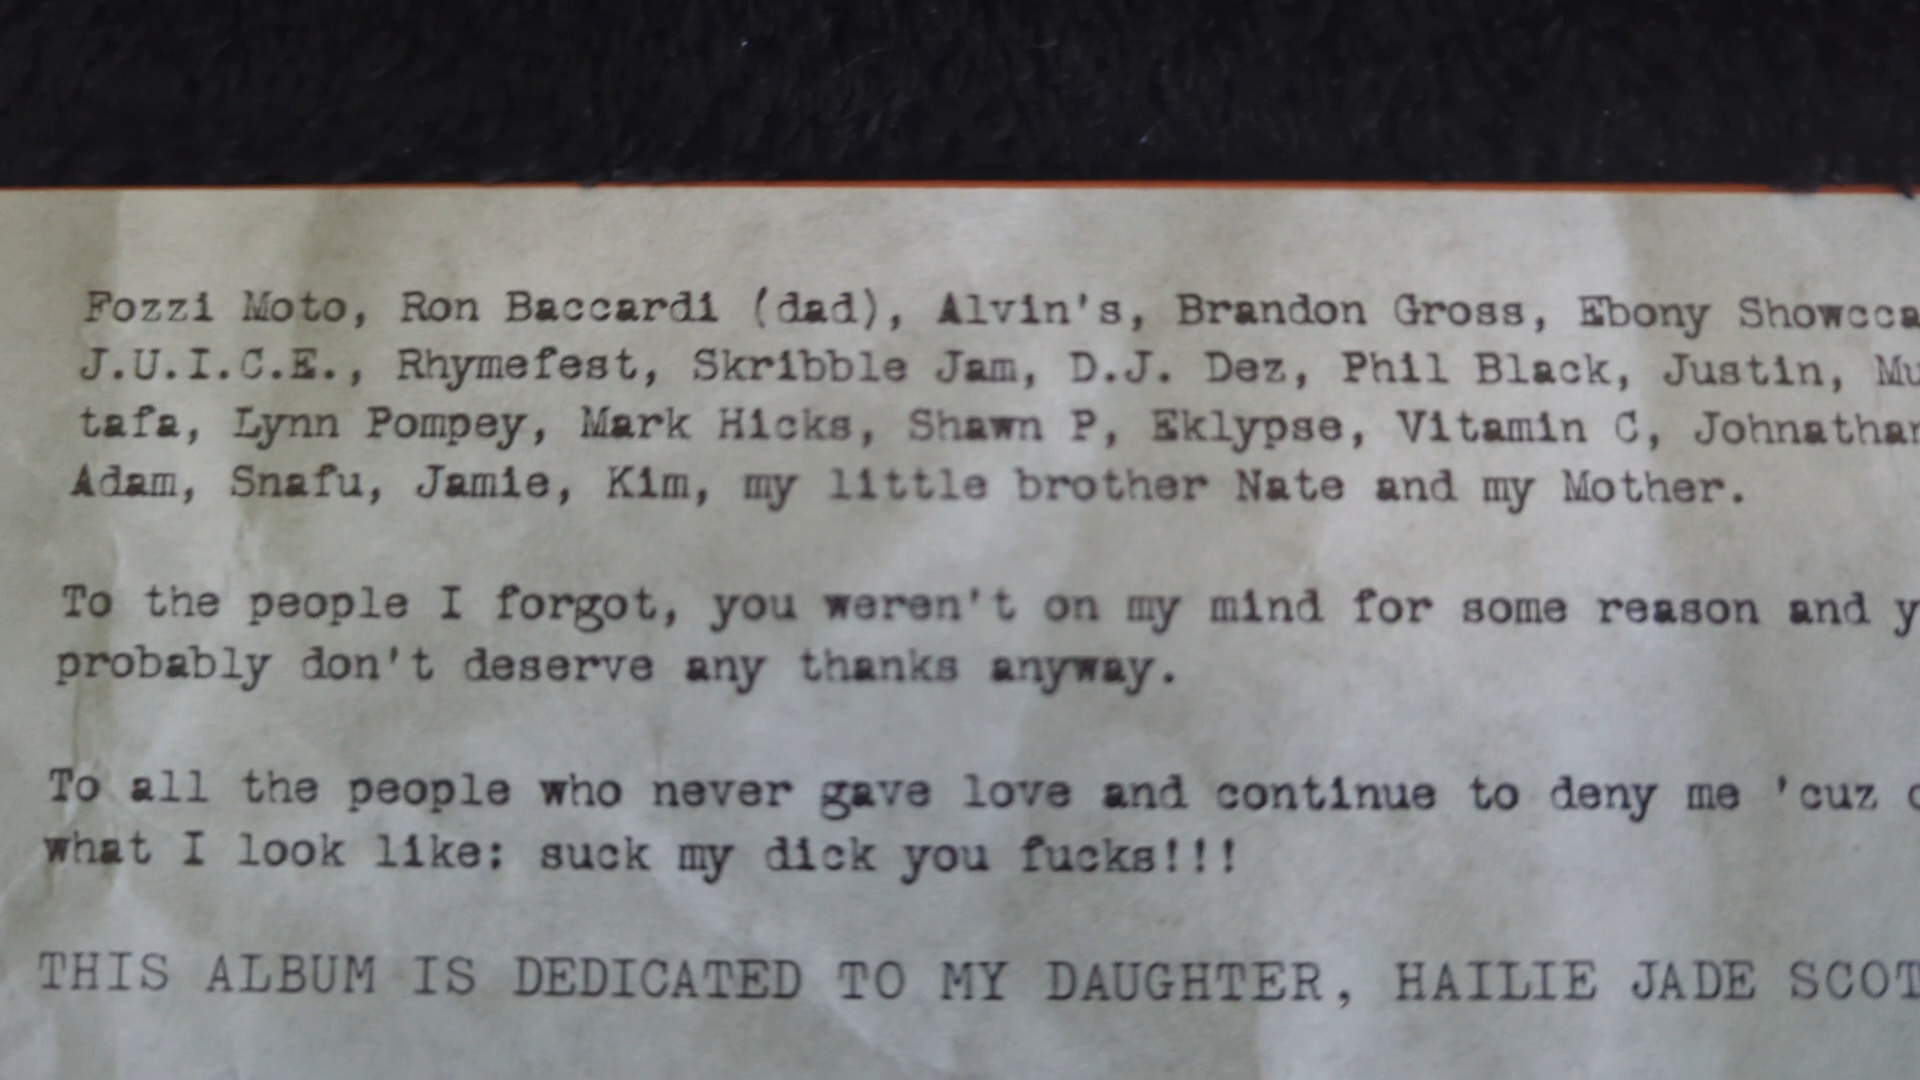 Fozzi Moto, Ron Baccardi (dad), Alvin's, Brandon Gross, Ebony Showcca
J.U.I.C.E., Rhymefest, Skribble Jam, D.J. Dez, Phil Black, Justin, Mu
tafa, Lynn Pompey, Mark Hicks, Shawn P, Eklypse, Vitamin C, Johnathan
Adam, Snafu, Jamie, Kim, my little brother Nate and my Mother.
To the people I forgot, you weren't on my mind for some reason and y
probably don't deserve any thanks anyway.
To all the people who never gave love and continue to deny me 'cuz
what I look like: suck my dick you fucks!!!
THIS ALBUM IS DEDICATED TO MY DAUGHTER, HAILIE JADE SCOT